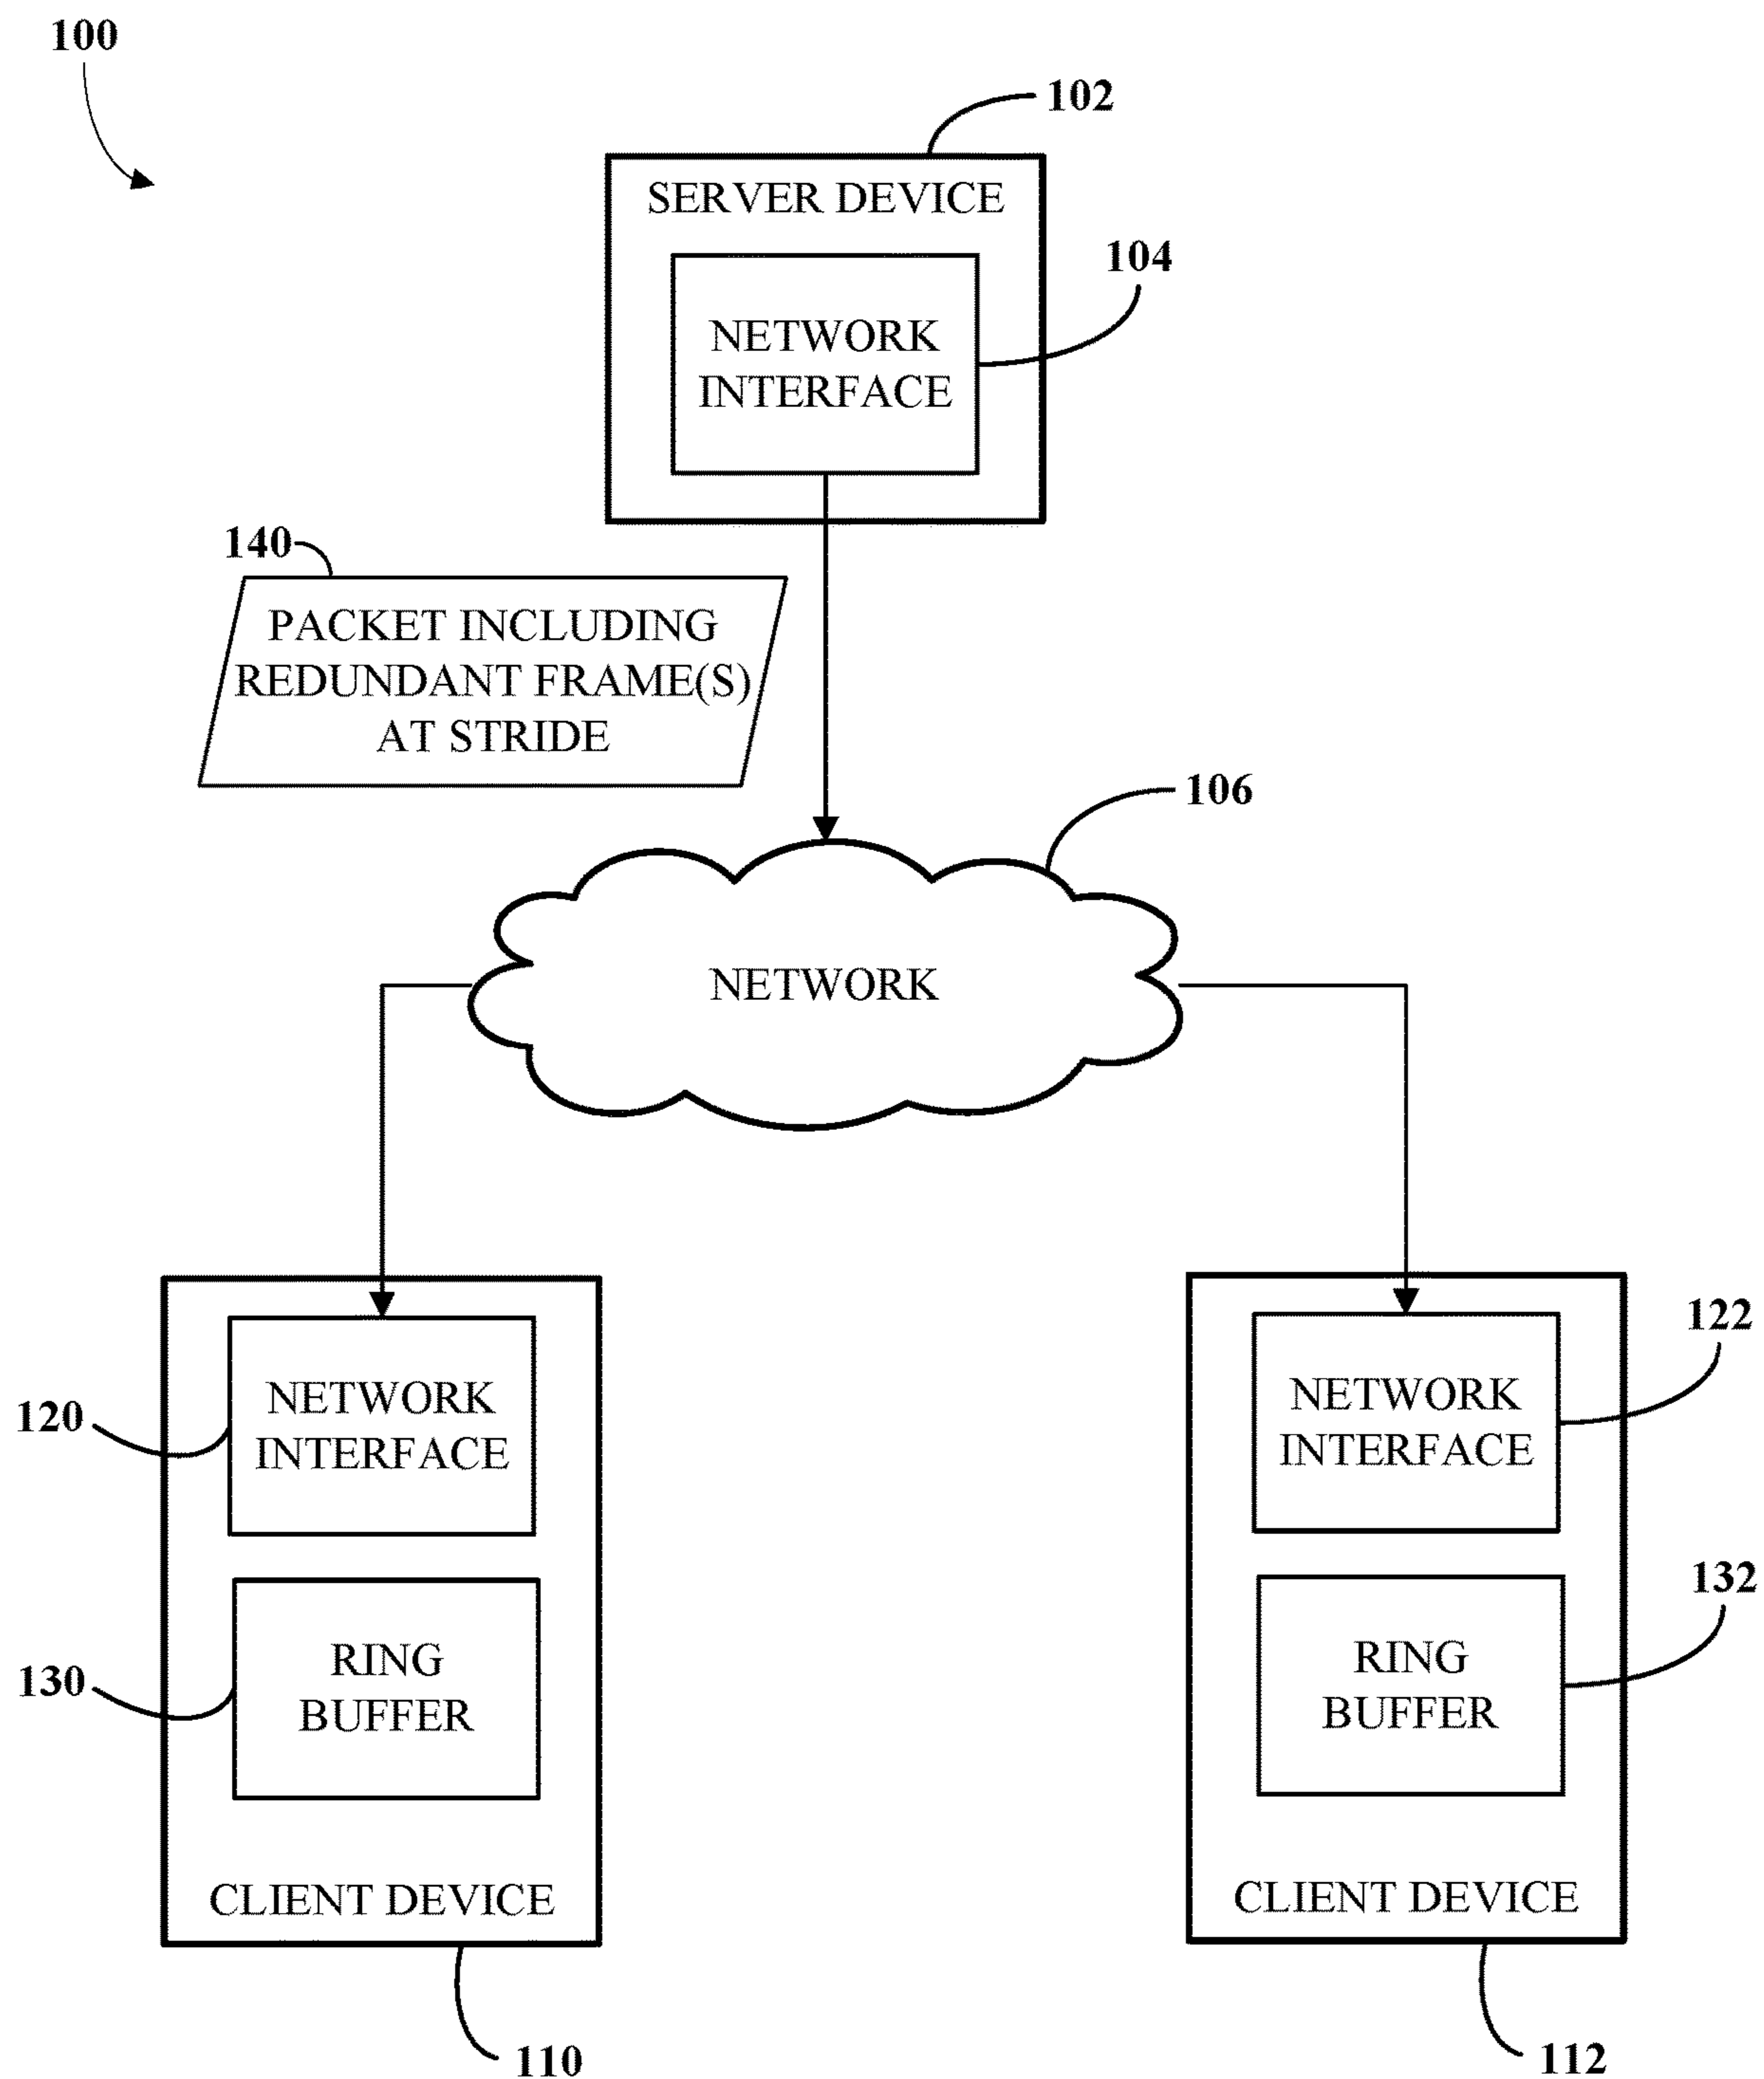 100
102
SERVER DEVICE
104
NETWORK
INTERFACE
140
PACKET INCLUDING
REDUNDANT FRAME(S)
AT STRIDE
106
NETWORK
122
120
NETWORK
INTERFACE
NETWORK
INTERFACE
130
RING
BUFFER
132
RING
BUFFER
CLIENT DEVICE
CLIENT DEVICE
110
112